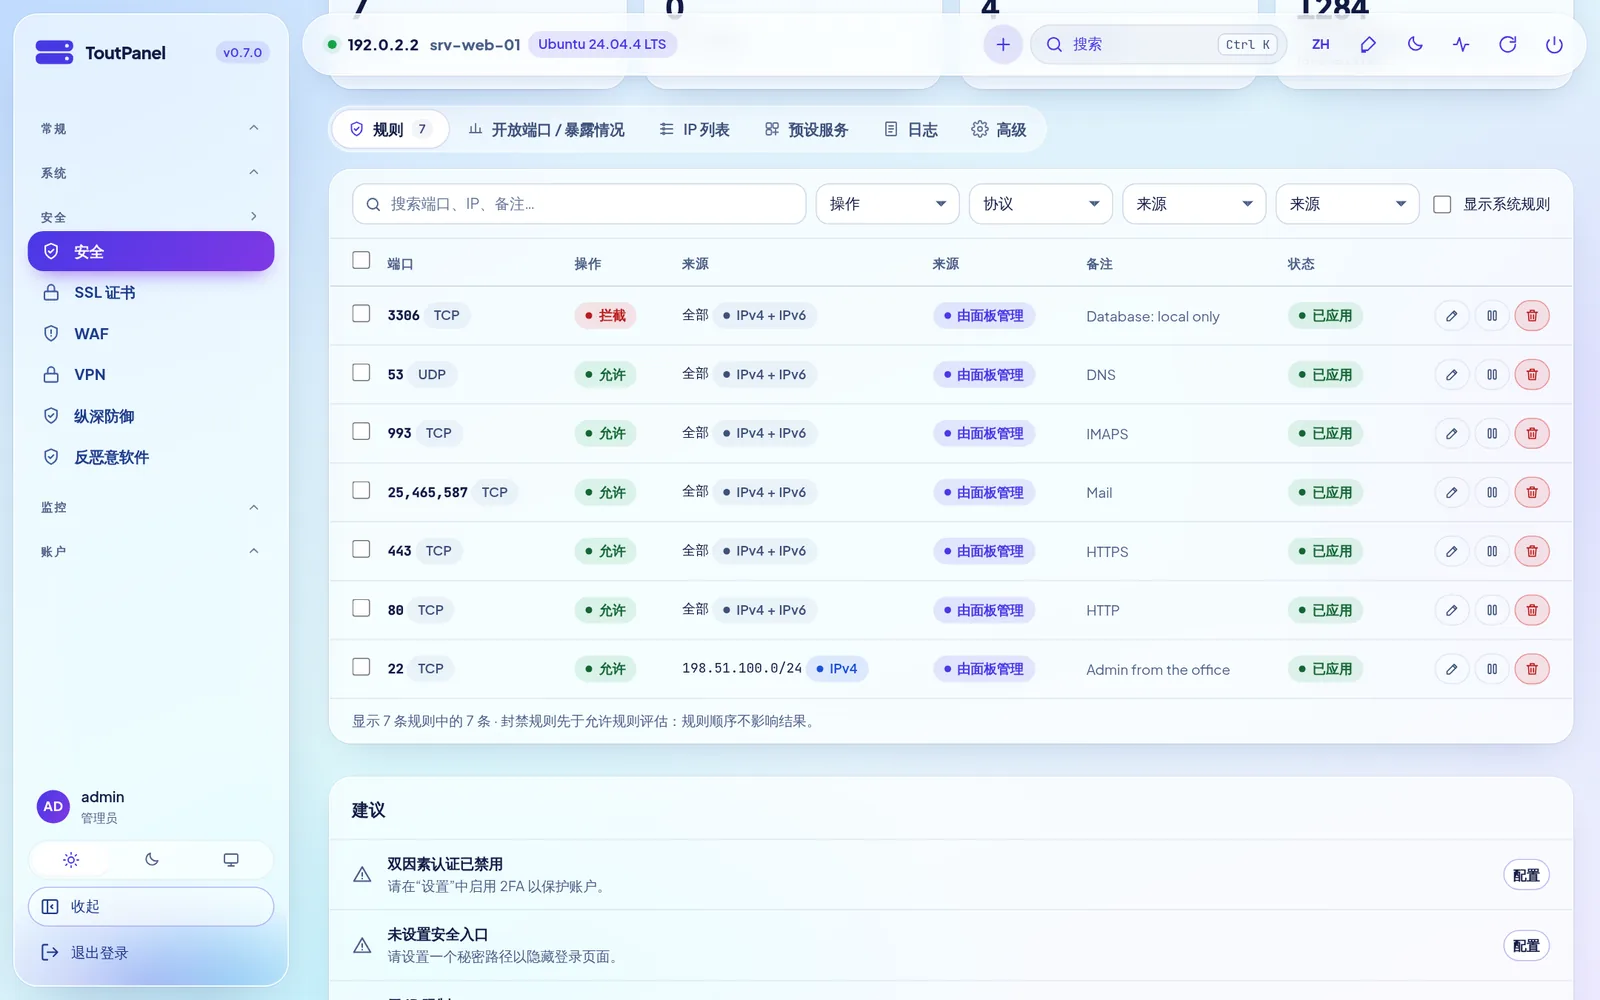 ToutPanel v0.7.0
常规
系统
安全
安全
SSL 证书
WAF
VPN
纵深防御
反恶意软件
监控
账户
AD admin
管理员
收起
退出登录
7 0 4 1284
192.0.2.2 srv-web-01 Ubuntu 24.04.4 LTS
搜索 Ctrl K ZH
规则 7 开放端口 / 暴露情况 IP 列表 预设服务 日志 高级
搜索端口、IP、备注... 操作 协议 来源 来源 显示系统规则
端口 操作 来源 来源 备注 状态
3306 TCP 拦截 全部 IPv4 + IPv6 由面板管理 Database: local only 已应用
53 UDP 允许 全部 IPv4 + IPv6 由面板管理 DNS 已应用
993 TCP 允许 全部 IPv4 + IPv6 由面板管理 IMAPS 已应用
25,465,587 TCP 允许 全部 IPv4 + IPv6 由面板管理 Mail 已应用
443 TCP 允许 全部 IPv4 + IPv6 由面板管理 HTTPS 已应用
80 TCP 允许 全部 IPv4 + IPv6 由面板管理 HTTP 已应用
22 TCP 允许 198.51.100.0/24 IPv4 由面板管理 Admin from the office 已应用
显示 7 条规则中的 7 条 · 封禁规则先于允许规则评估：规则顺序不影响结果。
建议
双因素认证已禁用
请在“设置”中启用 2FA 以保护账户。
配置
未设置安全入口
请设置一个秘密路径以隐藏登录页面。
配置